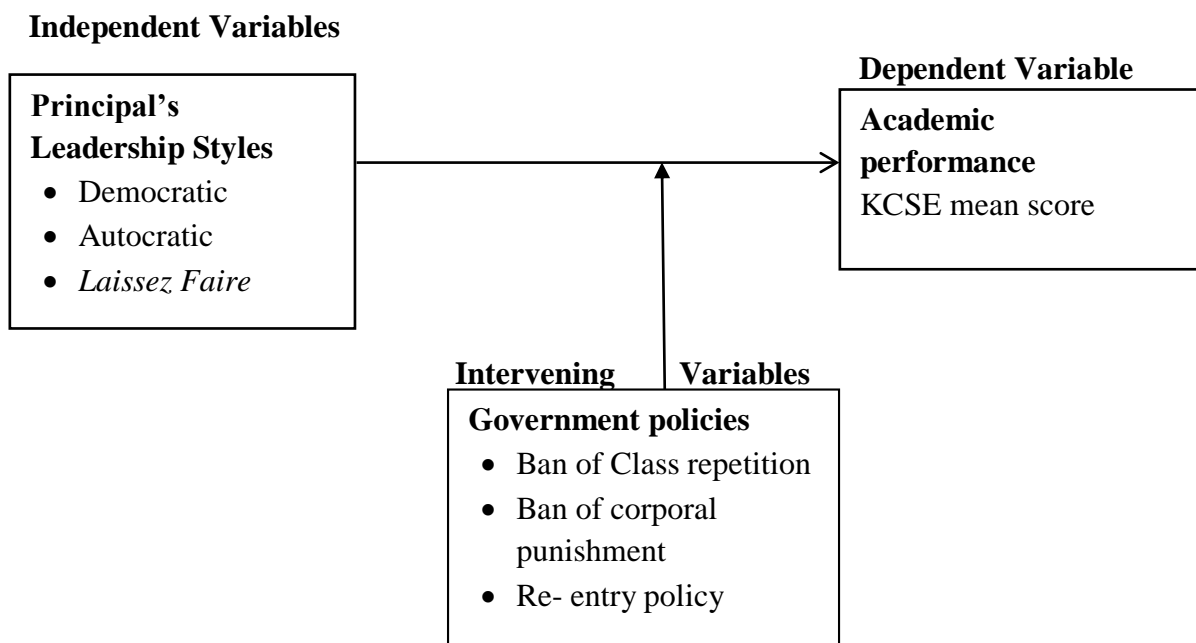 Independent Variables
Principal’s
Leadership Styles
• Democratic
• Autocratic
• Laissez Faire
Dependent Variable
Academic
performance
KCSE mean score
Intervening Variables
Government policies
• Ban of Class repetition
• Ban of corporal
punishment
• Re- entry policy